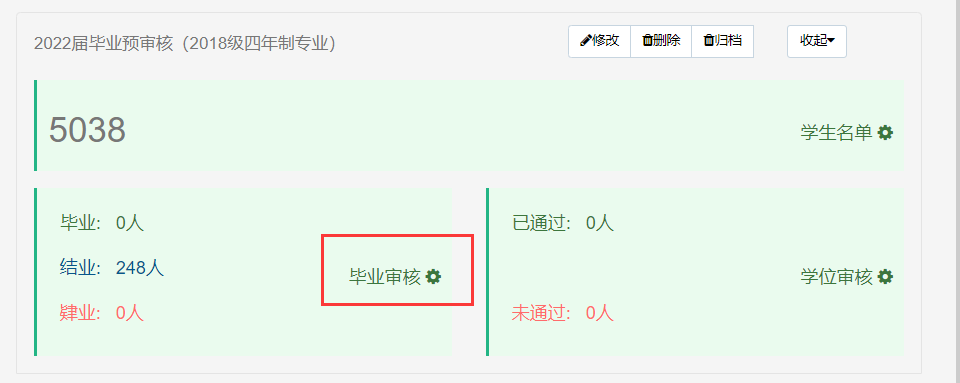 2022届毕业预审核（2018级四年制专业） 修改 删除 归档 收起
5038
学生名单
毕业: 0人
结业: 248人
毕业审核
肄业: 0人
已通过: 0人
学位审核
未通过: 0人